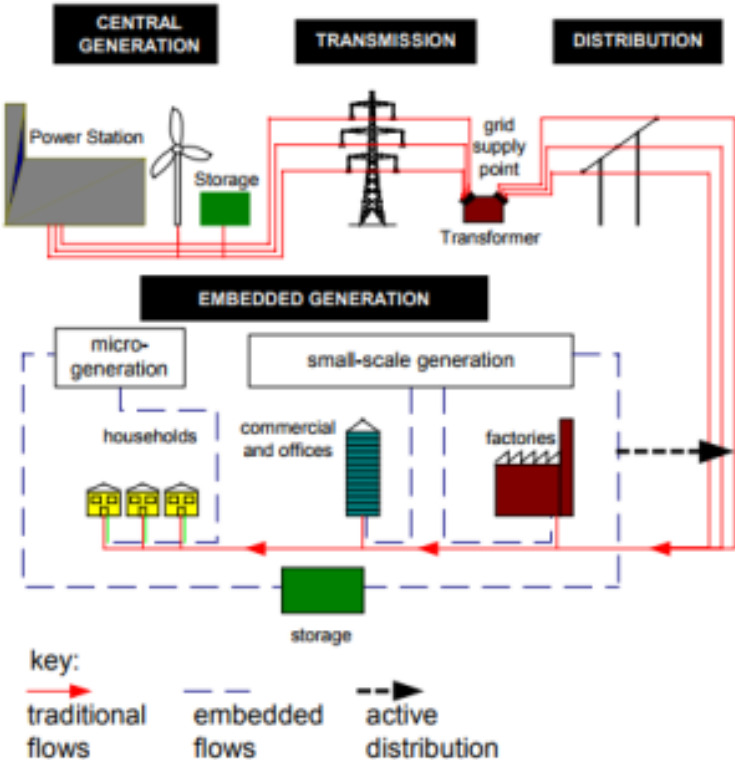 CENTRAL
GENERATION
TRANSMISSION
DISTRIBUTION
Power Station
Storage
grid
supply
point
Transformer
EMBEDDED GENERATION
micro-
generation
small-scale generation
households
commercial
and offices
factories
storage
key:
traditional
flows
embedded
flows
active
distribution